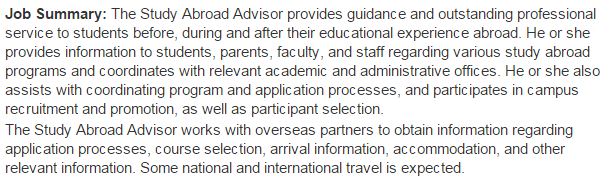 Job Summary: The Study Abroad Advisor provides guidance and outstanding professional
service to students before, during and after their educational experience abroad. He or she
provides information to students, parents, faculty, and staff regarding various study abroad
programs and coordinates with relevant academic and administrative offices. He or she also
assists with coordinating program and application processes, and participates in campus
recruitment and promotion, as well as participant selection.
The Study Abroad Advisor works with overseas partners to obtain information regarding
application processes, course selection, arrival information, accommodation, and other
relevant information. Some national and international travel is expected.